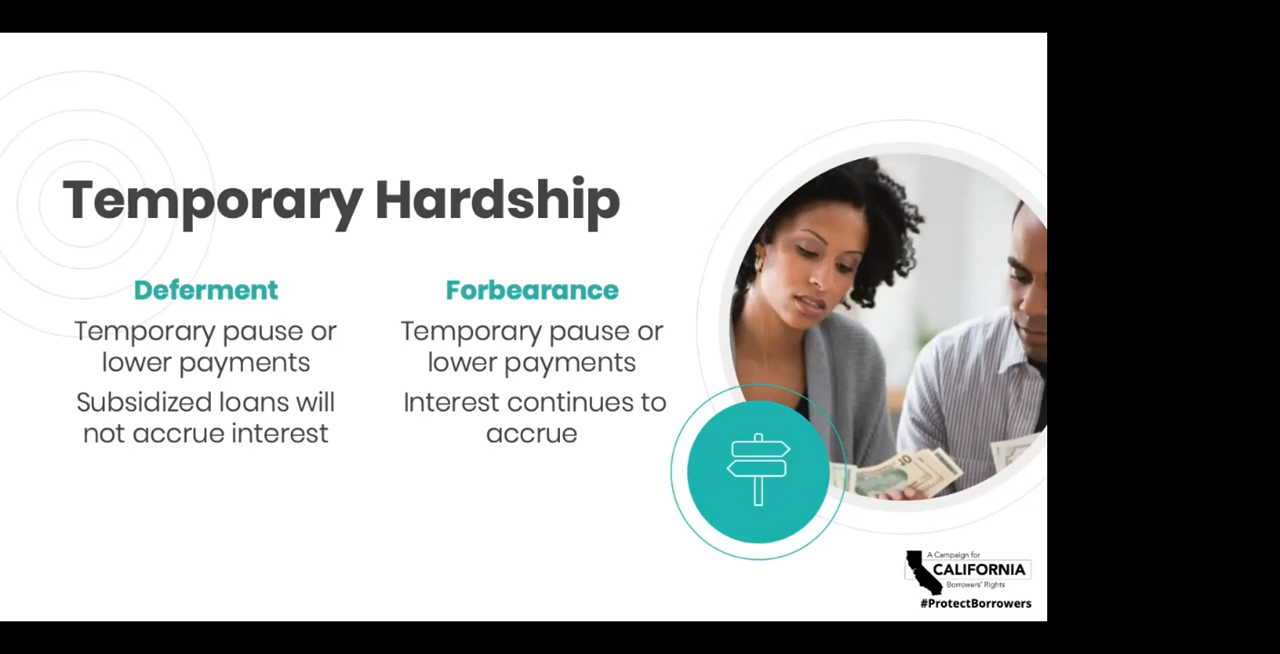 Temporary Hardship
Deferment
Temporary pause or
lower payments
Subsidized loans will
not accrue interest
Forbearance
Temporary pause or
lower payments
Interest continues to
accrue
10
A Campaign for
CALIFORNIA
Borrowers' Rights
#ProtectBorrowers